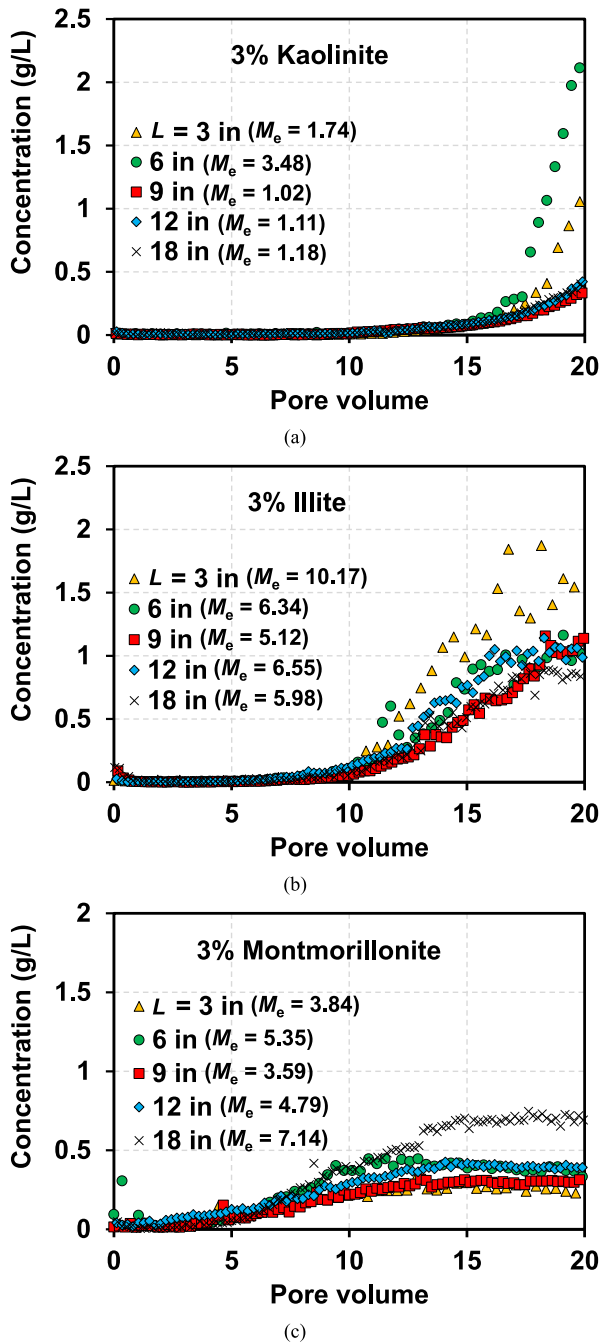 3% Kaolinite
Concentration (g/L)
2.5
2
1.5
1
0.5
0
L = 3 in (Me = 1.74)
6 in (Me = 3.48)
9 in (Me = 1.02)
12 in (Me = 1.11)
18 in (Me = 1.18)
0 5 10 15 20
Pore volume
(a)
3% Illite
Concentration (g/L)
2.5
2
1.5
1
0.5
0
L = 3 in (Me = 10.17)
6 in (Me = 6.34)
9 in (Me = 5.12)
12 in (Me = 6.55)
18 in (Me = 5.98)
0 5 10 15 20
Pore volume
(b)
3% Montmorillonite
Concentration (g/L)
2
1.5
1
0.5
0
L = 3 in (Me = 3.84)
6 in (Me = 5.35)
9 in (Me = 3.59)
12 in (Me = 4.79)
18 in (Me = 7.14)
0 5 10 15 20
Pore volume
(c)